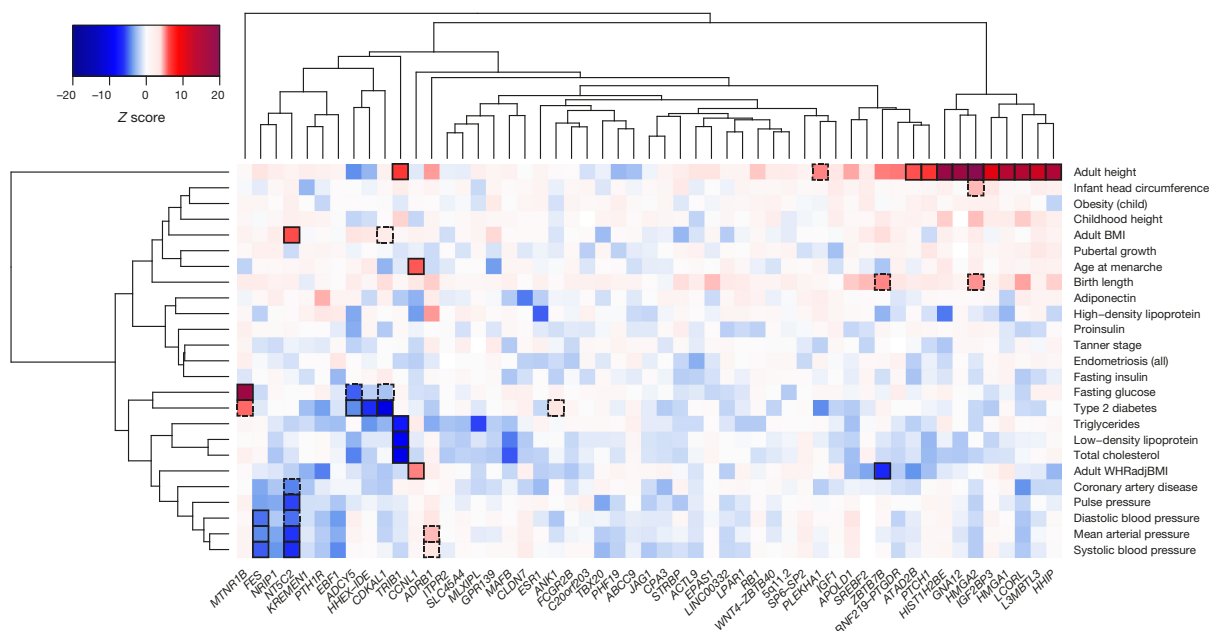 −20 −10 0 10 20
Z score
Adult height
Infant head circumference
Obesity (child)
Childhood height
Adult BMI
Pubertal growth
Age at menarche
Birth length
Adiponectin
High−density lipoprotein
Proinsulin
Tanner stage
Endometriosis (all)
Fasting insulin
Fasting glucose
Type 2 diabetes
Triglycerides
Low−density lipoprotein
Total cholesterol
Adult WHRadjBMI
Coronary artery disease
Pulse pressure
Diastolic blood pressure
Mean arterial pressure
Systolic blood pressure
MTNR1B
FES
NRIP1
NT5C2
KREMEN1
PTH1R
EBF1
ADCY5
HHEX−IDE
CDKAL1
TRIB1
CCNL1
ADRB1
ITPR2
SLC45A4
MLXIPL
GPR139
MAFB
CLDN7
ESR1
ANK1
FCGR2B
C20orf203
TBX20
PHF19
ABCC9
JAG1
CPA3
STRBP
ACTL9
EPAS1
LINC00332
LPAR1
RB1
WNT4−ZBTB40
5q11.2
SP6−SP2
PLEKHA1
IGF1
APOLD1
SREBF2
ZBTB7B
RNF219−PTGDR
ATAD2B
PTCH1
HIST1H2BE
GNA12
HMGA2
IGF2BP3
HMGA1
LCORL
L3MBTL3
HHIP